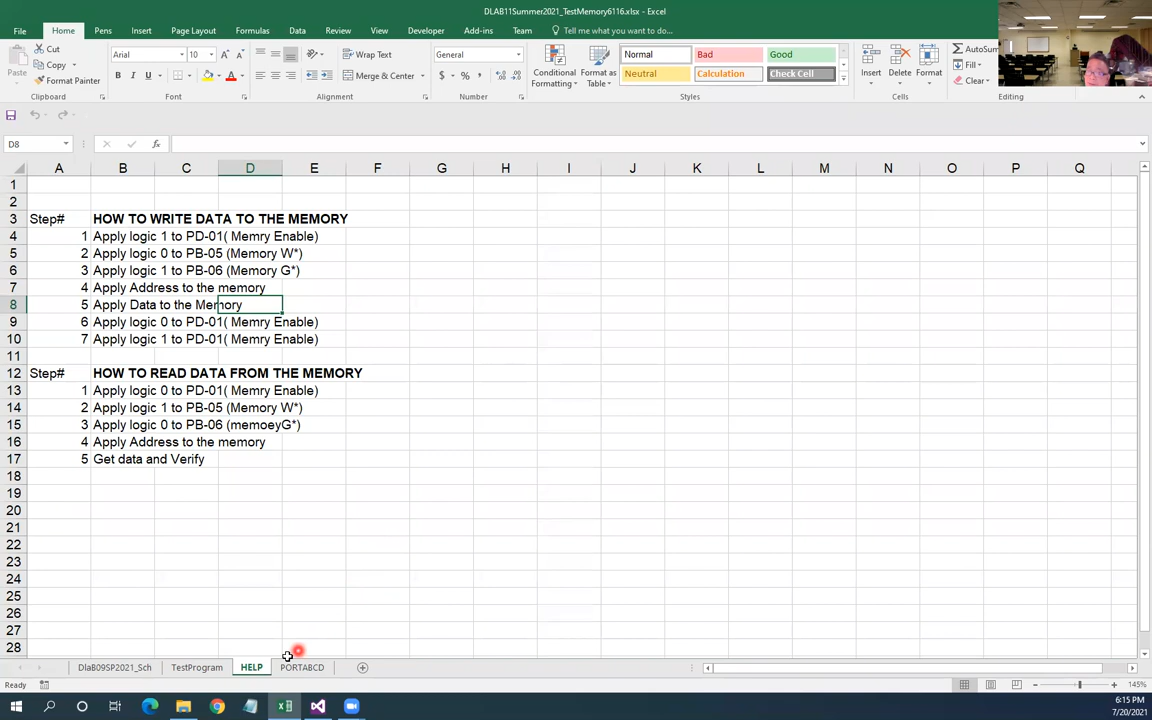 DLAB11Summer2021_TestMemory6116.xlsx - Excel
File Home Pens Insert Page Layout Formulas Data Review View Developer Add-ins Team Tell me what you want to do...
Paste
Cut
Copy
Format Painter
Clipboard
Arial 10
B I U
Font
Wrap Text
Merge & Center
Alignment
General
$ % ,
Number
Conditional Formatting
Format as Table
Normal Bad Good
Neutral Calculation Check Cell
Styles
Insert Delete Format
Cells
AutoSum
Fill
Clear
Editing
D8
fx
A B C D E F G H I J K L M N O P Q
1
2
3 Step# HOW TO WRITE DATA TO THE MEMORY
4 1 Apply logic 1 to PD-01( Memry Enable)
5 2 Apply logic 0 to PB-05 (Memory W*)
6 3 Apply logic 1 to PB-06 (Memory G*)
7 4 Apply Address to the memory
8 5 Apply Data to the Memory
9 6 Apply logic 0 to PD-01( Memry Enable)
10 7 Apply logic 1 to PD-01( Memry Enable)
11
12 Step# HOW TO READ DATA FROM THE MEMORY
13 1 Apply logic 0 to PD-01( Memry Enable)
14 2 Apply logic 1 to PB-05 (Memory W*)
15 3 Apply logic 0 to PB-06 (memoeyG*)
16 4 Apply Address to the memory
17 5 Get data and Verify
18
19
20
21
22
23
24
25
26
27
28
DlaB09SP2021_Sch TestProgram HELP PORTABCD
Ready 145%
6:15 PM
7/20/2021